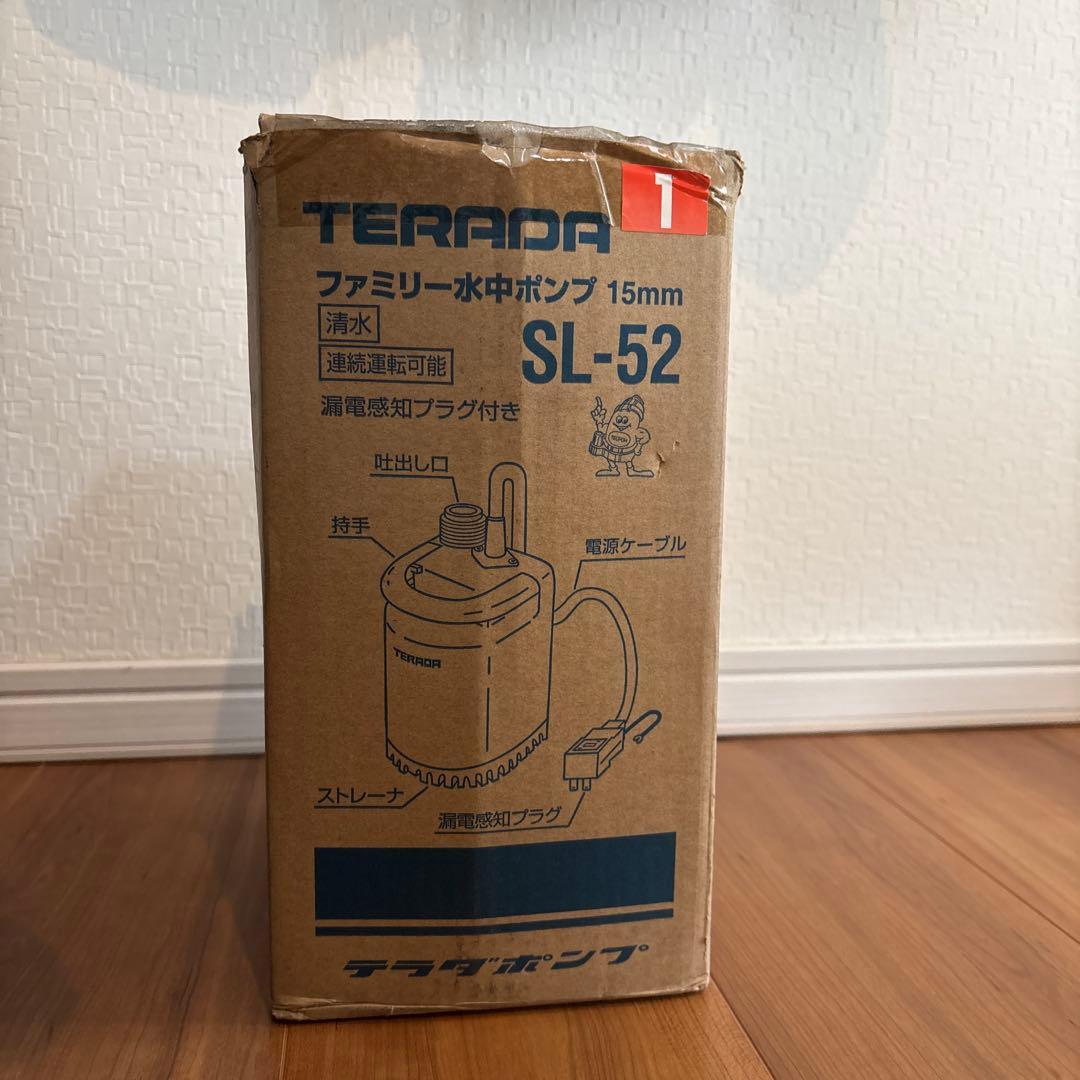 1
TERADA
ファミリー水中ポンプ 15mm
清水
SL-52
連続運転可能
漏電感知プラグ付き
吐出し口
持手
電源ケーブル
TERADA
ストレーナ
漏電感知プラグ
テラダポンプ